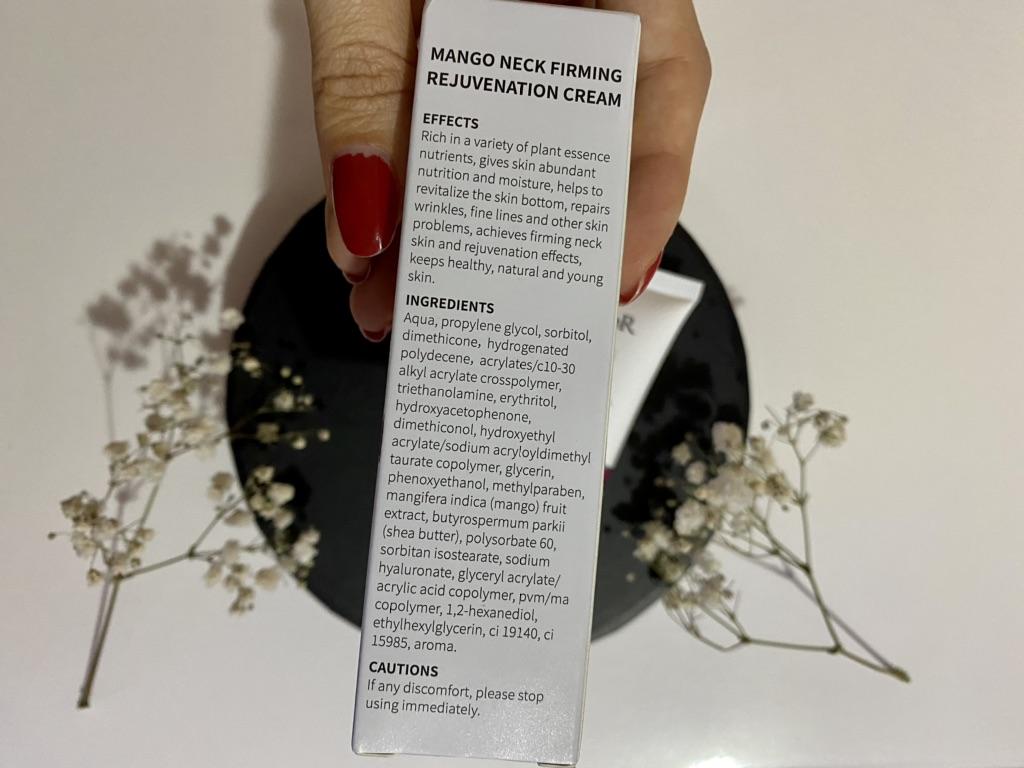 MANGO NECK FIRMING
REJUVENATION CREAM
EFFECTS
Rich in a variety of plant essence
nutrients, gives skin abundant
nutrition and moisture, helps to
revitalize the skin bottom, repairs
wrinkles, fine lines and other skin
problems, achieves firming neck
skin and rejuvenation effects,
keeps healthy, natural and young
skin.
INGREDIENTS
Aqua, propylene glycol, sorbitol,
dimethicone, hydrogenated
polydecene, acrylates/c10-30
alkyl acrylate crosspolymer,
triethanolamine, erythritol,
hydroxyacetophenone,
dimethiconol, hydroxyethyl
acrylate/sodium acryloyldimethyl
taurate copolymer, glycerin,
phenoxyethanol, methylparaben,
mangifera indica (mango) fruit
extract, butyrospermum parkii
(shea butter), polysorbate 60,
sorbitan isostearate, sodium
hyaluronate, glyceryl acrylate/
acrylic acid copolymer, pvm/ma
copolymer, 1,2-hexanediol,
ethylhexylglycerin, ci 19140, ci
15985, aroma.
CAUTIONS
If any discomfort, please stop
using immediately.